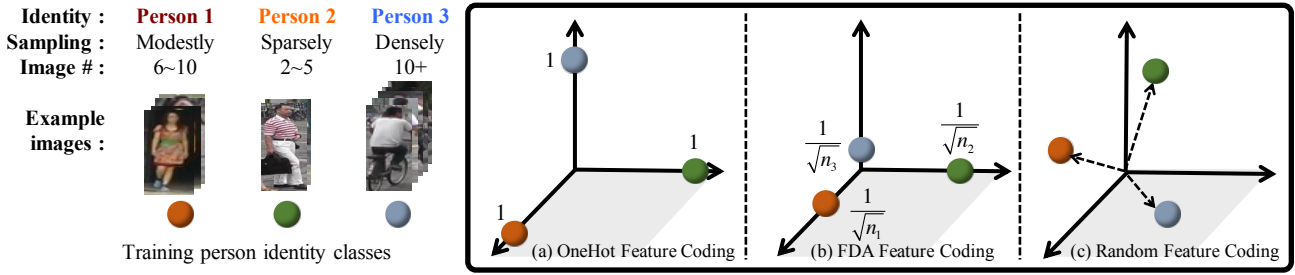 Identity : Person 1 Person 2 Person 3
Sampling : Modestly Sparsely Densely
Image # : 6~10 2~5 10+
Example
images :
Training person identity classes
1
1
1
(a) OneHot Feature Coding
1/√n₃
1/√n₂
1/√n₁
(b) FDA Feature Coding
(c) Random Feature Coding